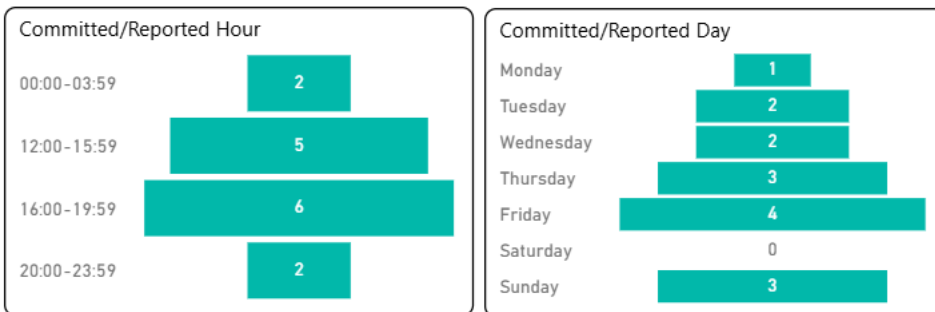 Committed/Reported Hour
00:00-03:59 2
12:00-15:59 5
16:00-19:59 6
20:00-23:59 2
Committed/Reported Day
Monday 1
Tuesday 2
Wednesday 2
Thursday 3
Friday 4
Saturday 0
Sunday 3